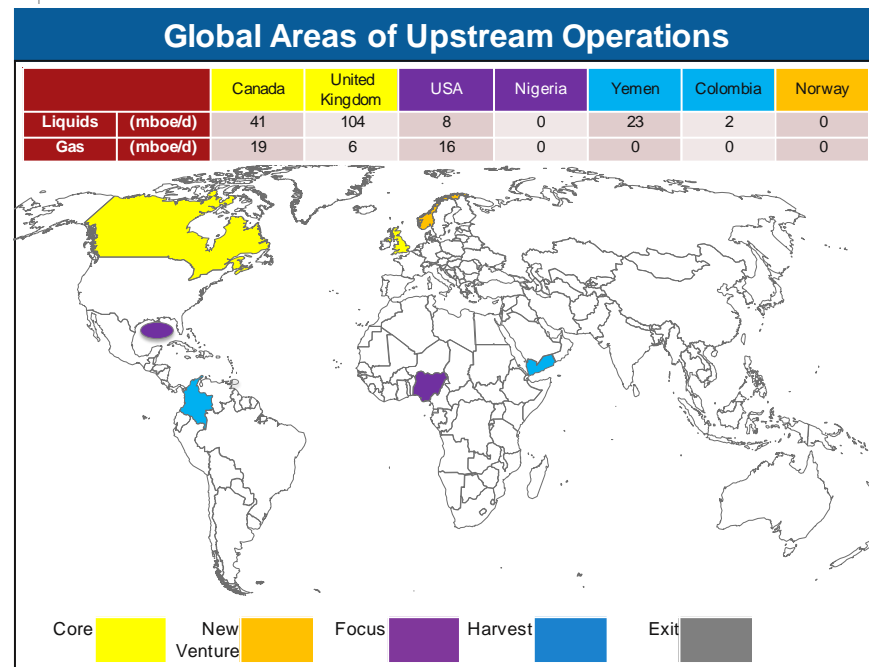 Global Areas of Upstream Operations
Canada United Kingdom USA Nigeria Yemen Colombia Norway
Liquids (mboe/d) 41 104 8 0 23 2 0
Gas (mboe/d) 19 6 16 0 0 0 0
Core New Venture Focus Harvest Exit